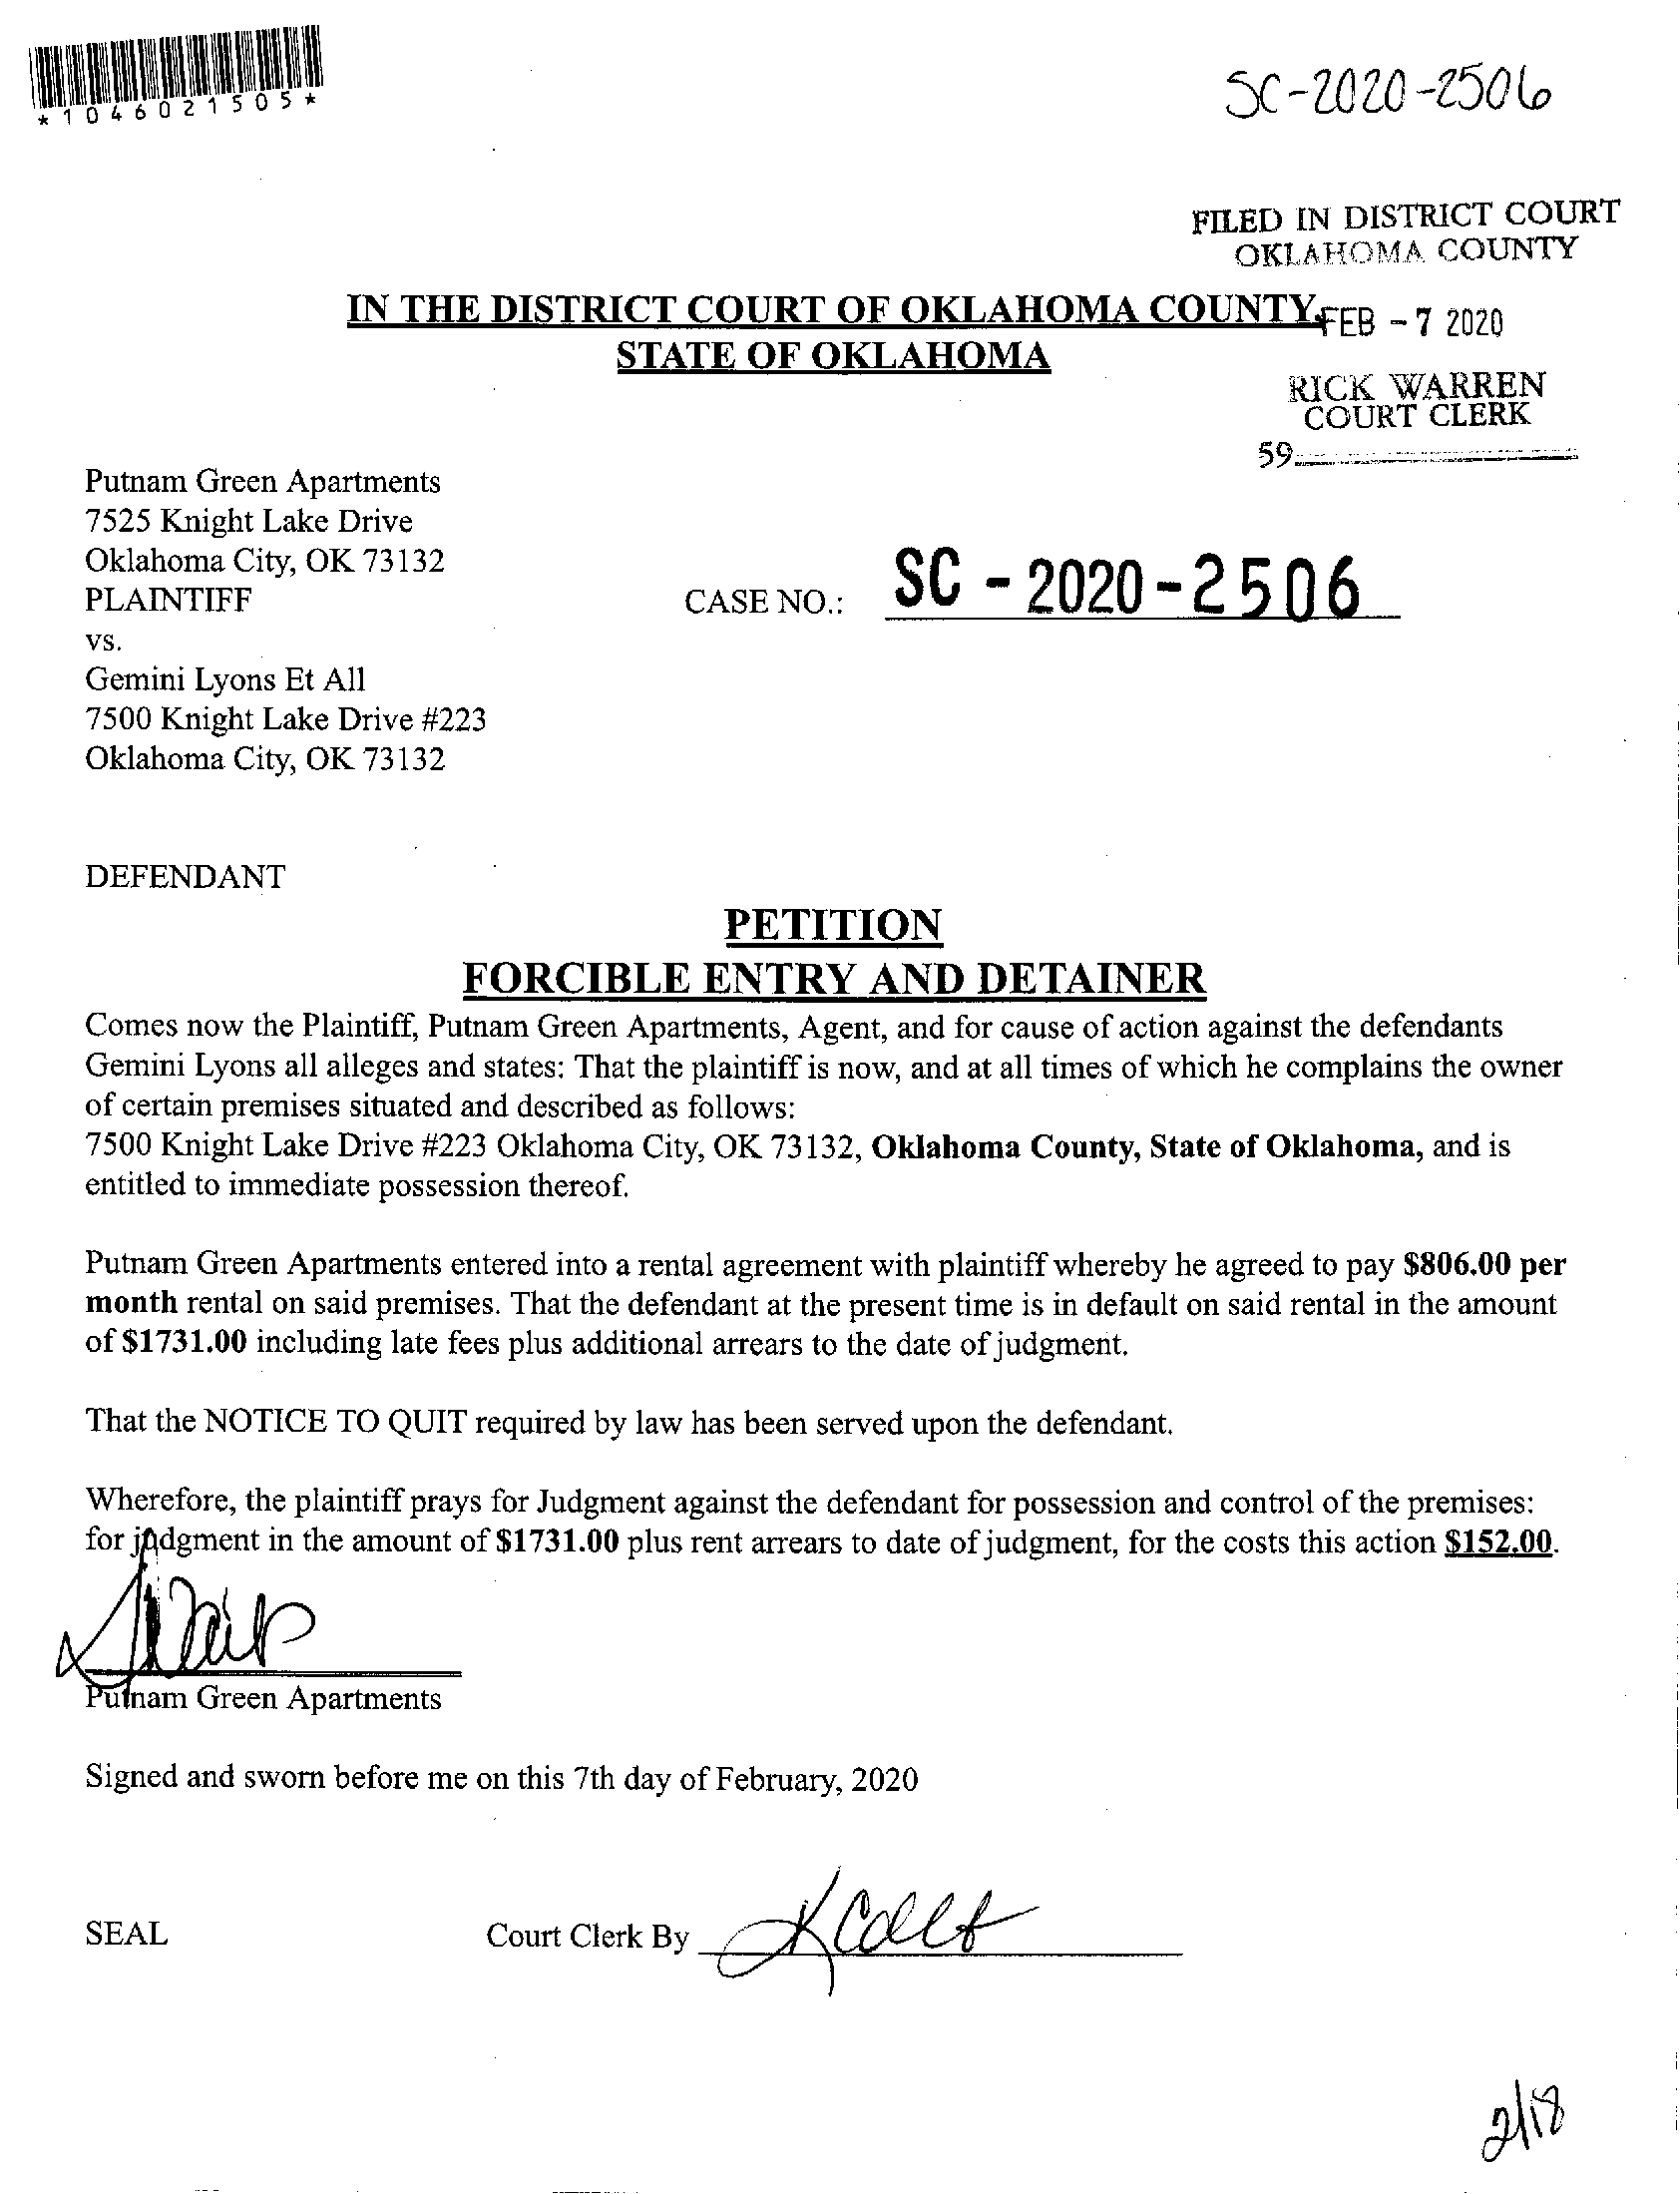 *1046021505*
SC-2020-2506
FILED IN DISTRICT COURT
OKLAHOMA COUNTY
IN THE DISTRICT COURT OF OKLAHOMA COUNTY,
FEB - 7 2020
STATE OF OKLAHOMA
RICK WARREN
COURT CLERK
59
Putnam Green Apartments
7525 Knight Lake Drive
Oklahoma City, OK 73132
PLAINTIFF
CASE NO.: SC - 2020 - 2506
vs.
Gemini Lyons Et All
7500 Knight Lake Drive #223
Oklahoma City, OK 73132
DEFENDANT
PETITION
FORCIBLE ENTRY AND DETAINER
Comes now the Plaintiff, Putnam Green Apartments, Agent, and for cause of action against the defendants
Gemini Lyons all alleges and states: That the plaintiff is now, and at all times of which he complains the owner
of certain premises situated and described as follows:
7500 Knight Lake Drive #223 Oklahoma City, OK 73132, Oklahoma County, State of Oklahoma, and is
entitled to immediate possession thereof.
Putnam Green Apartments entered into a rental agreement with plaintiff whereby he agreed to pay $806.00 per
month rental on said premises. That the defendant at the present time is in default on said rental in the amount
of $1731.00 including late fees plus additional arrears to the date of judgment.
That the NOTICE TO QUIT required by law has been served upon the defendant.
Wherefore, the plaintiff prays for Judgment against the defendant for possession and control of the premises:
for judgment in the amount of $1731.00 plus rent arrears to date of judgment, for the costs this action $152.00.
Putnam Green Apartments
Signed and sworn before me on this 7th day of February, 2020
SEAL
Court Clerk By
2/18